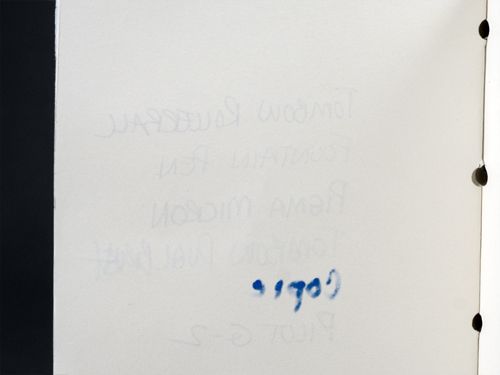 TOMBOW ROLLERBALL
FOUNTAIN PEN
PIGMA MICRON
TOMBOW DUAL BRUSH
Copic
PILOT G-2